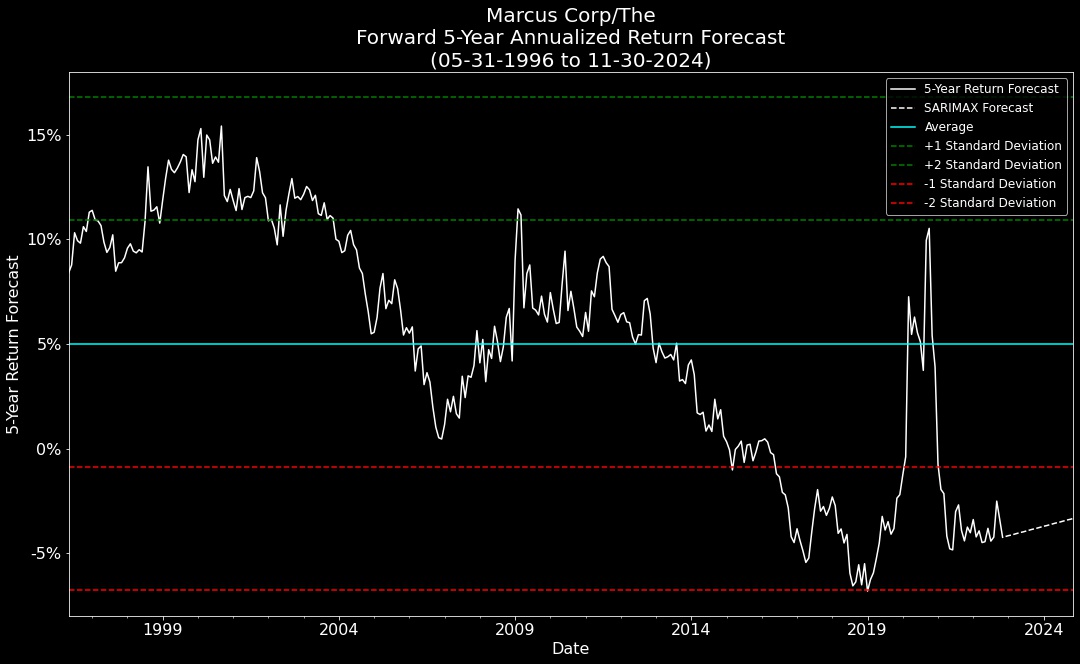 Marcus Corp/The
Forward 5-Year Annualized Return Forecast
(05-31-1996 to 11-30-2024)
5-Year Return Forecast
SARIMAX Forecast
Average
+1 Standard Deviation
+2 Standard Deviation
-1 Standard Deviation
-2 Standard Deviation
5-Year Return Forecast
15%
10%
5%
0%
-5%
1999 2004 2009 2014 2019 2024
Date